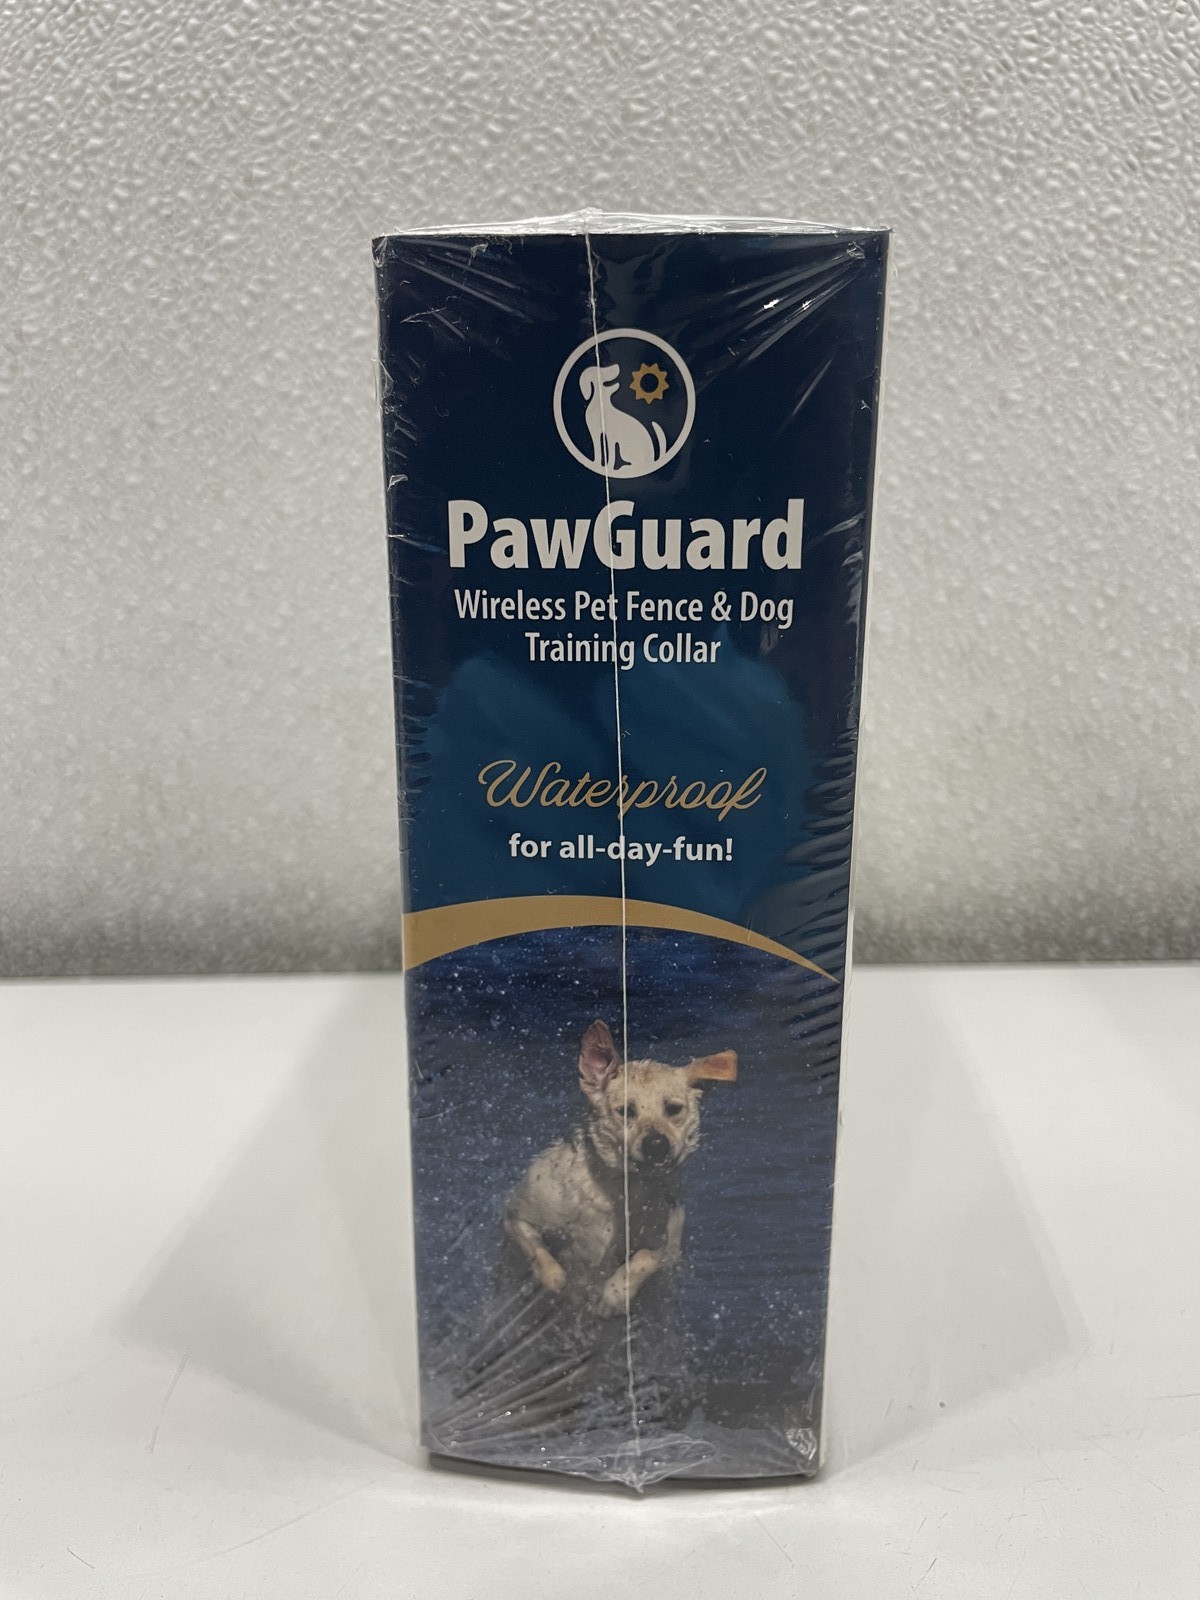 PawGuard
Wireless Pet Fence & Dog
Training Collar
Waterproof
for all-day-fun!